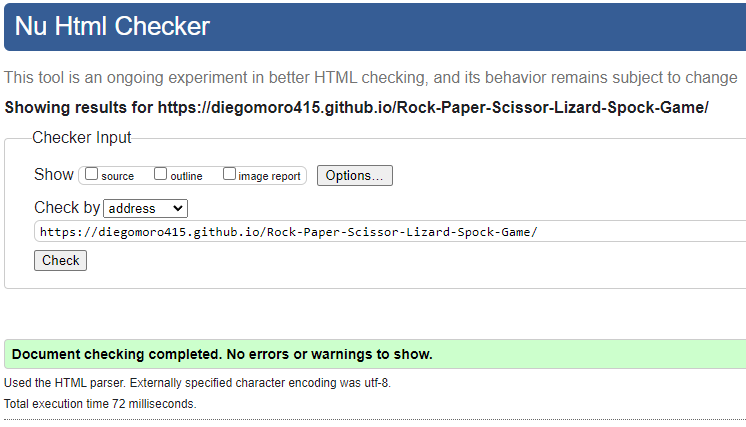 Nu Html Checker
This tool is an ongoing experiment in better HTML checking, and its behavior remains subject to change
Showing results for https://diegomoro415.github.io/Rock-Paper-Scissor-Lizard-Spock-Game/
Checker Input
Show source outline image report Options...
Check by address
https://diegomoro415.github.io/Rock-Paper-Scissor-Lizard-Spock-Game/
Check
Document checking completed. No errors or warnings to show.
Used the HTML parser. Externally specified character encoding was utf-8.
Total execution time 72 milliseconds.